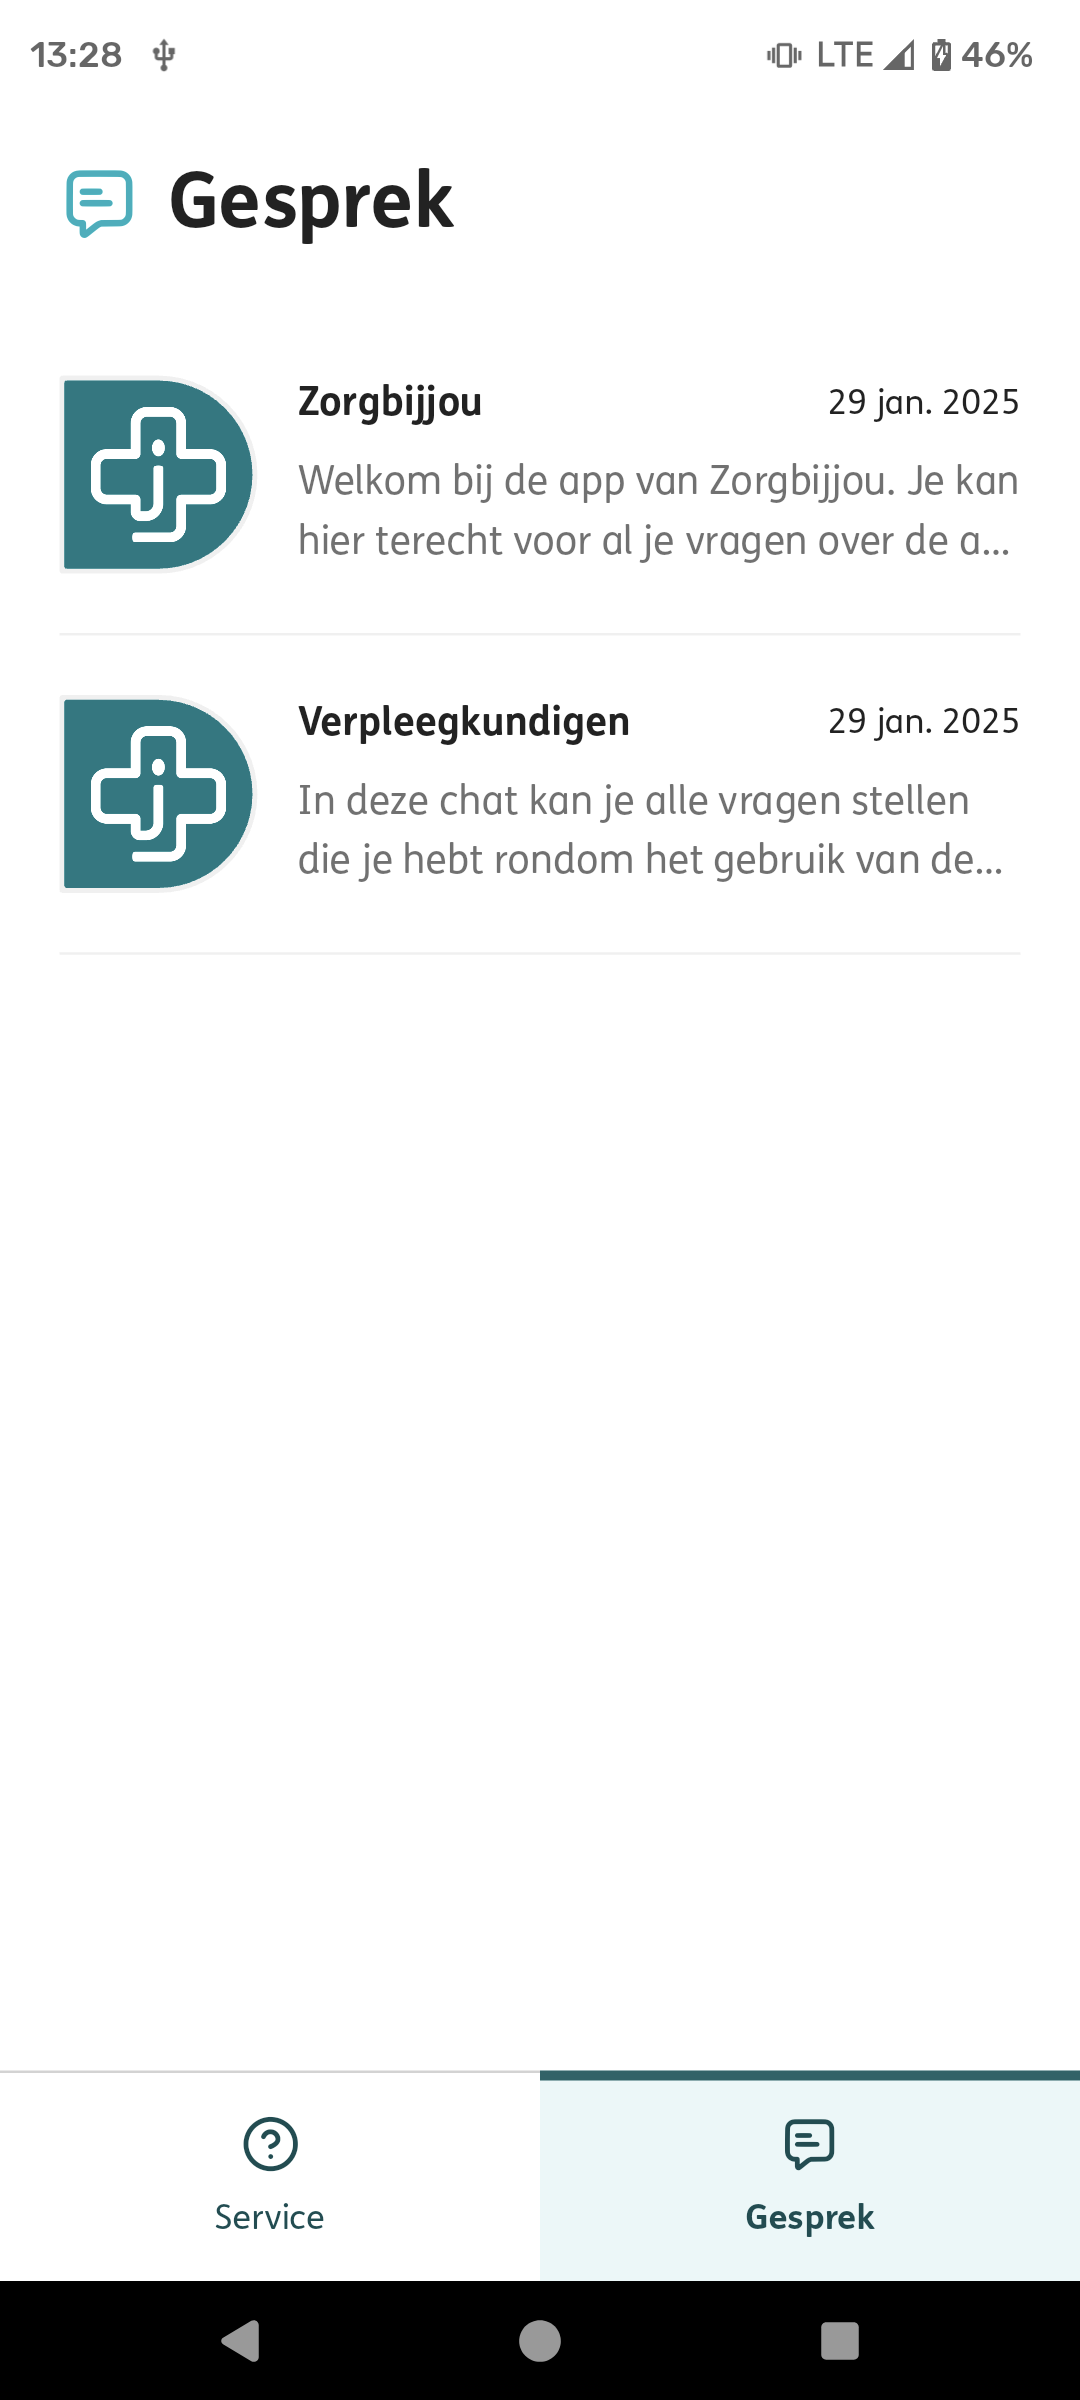 13:28
LTE 46%
Gesprek
Zorgbijjou 29 jan. 2025
Welkom bij de app van Zorgbijjou. Je kan
hier terecht voor al je vragen over de a...
Verpleegkundigen 29 jan. 2025
In deze chat kan je alle vragen stellen
die je hebt rondom het gebruik van de...
Service
Gesprek